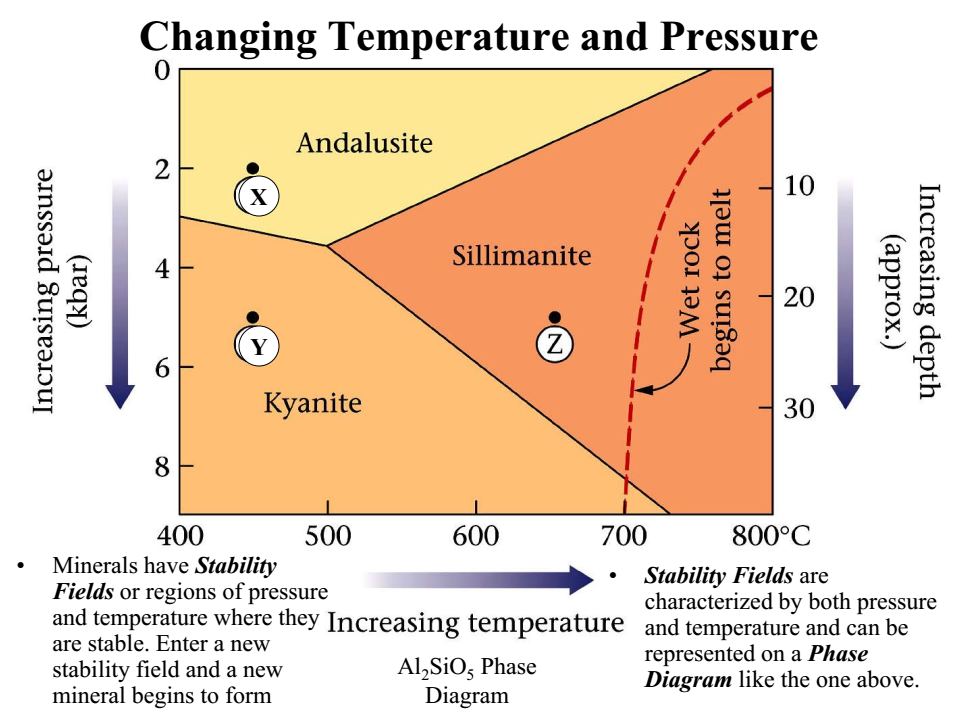 Changing Temperature and Pressure
0
2
4
6
8
Increasing pressure
(kbar)
Andalusite
X
Sillimanite
Y
Z
Kyanite
Wet rock
begins to melt
10
20
30
Increasing depth
(approx.)
400 500 600 700 800°C
Increasing temperature
Al₂SiO₅ Phase
Diagram
• Minerals have Stability
Fields or regions of pressure
and temperature where they
are stable. Enter a new
stability field and a new
mineral begins to form
• Stability Fields are
characterized by both pressure
and temperature and can be
represented on a Phase
Diagram like the one above.